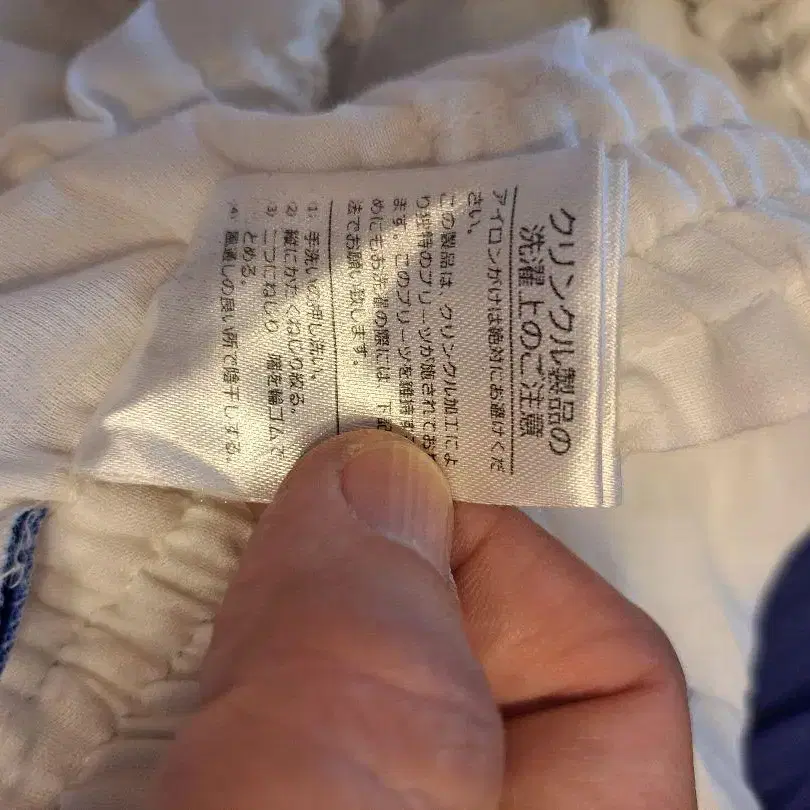 クリンクル製品の
洗濯上のご注意
アイロンがけは絶対にお避けくだ
さい。
この製品は、クリンクル加工によ
り独特のプリーツが施されており
ます。このプリーツを維持する
めにもお洗濯の際には、下記
法でお願い致します。
1) 手洗いの押し洗い。
2) 縦にかたくねじり絞る。
3) 一つにねじり 端を輪ゴムで
とめる。
4) 風通しの良い所で陰干しする。